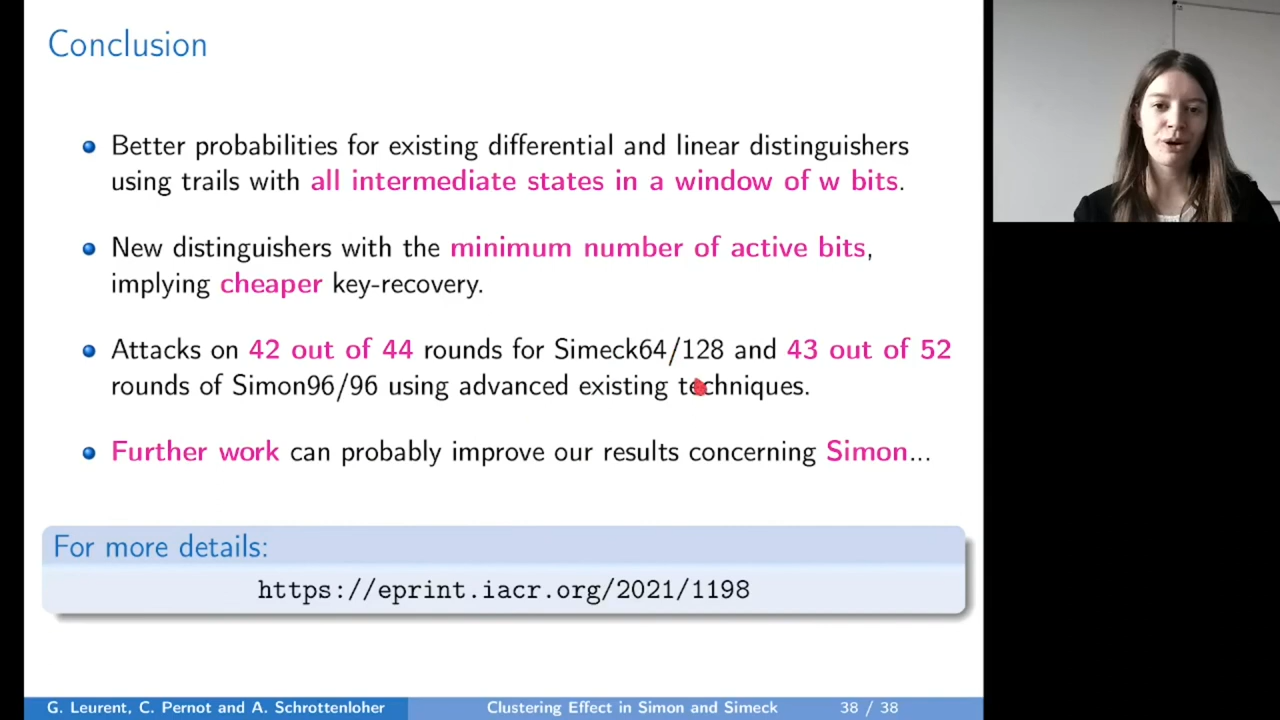 Conclusion
Better probabilities for existing differential and linear distinguishers
using trails with all intermediate states in a window of w bits.
New distinguishers with the minimum number of active bits,
implying cheaper key-recovery.
Attacks on 42 out of 44 rounds for Simeck64/128 and 43 out of 52
rounds of Simon96/96 using advanced existing techniques.
Further work can probably improve our results concerning Simon...
For more details:
https://eprint.iacr.org/2021/1198
G. Leurent, C. Pernot and A. Schrottenloher Clustering Effect in Simon and Simeck 38 / 38